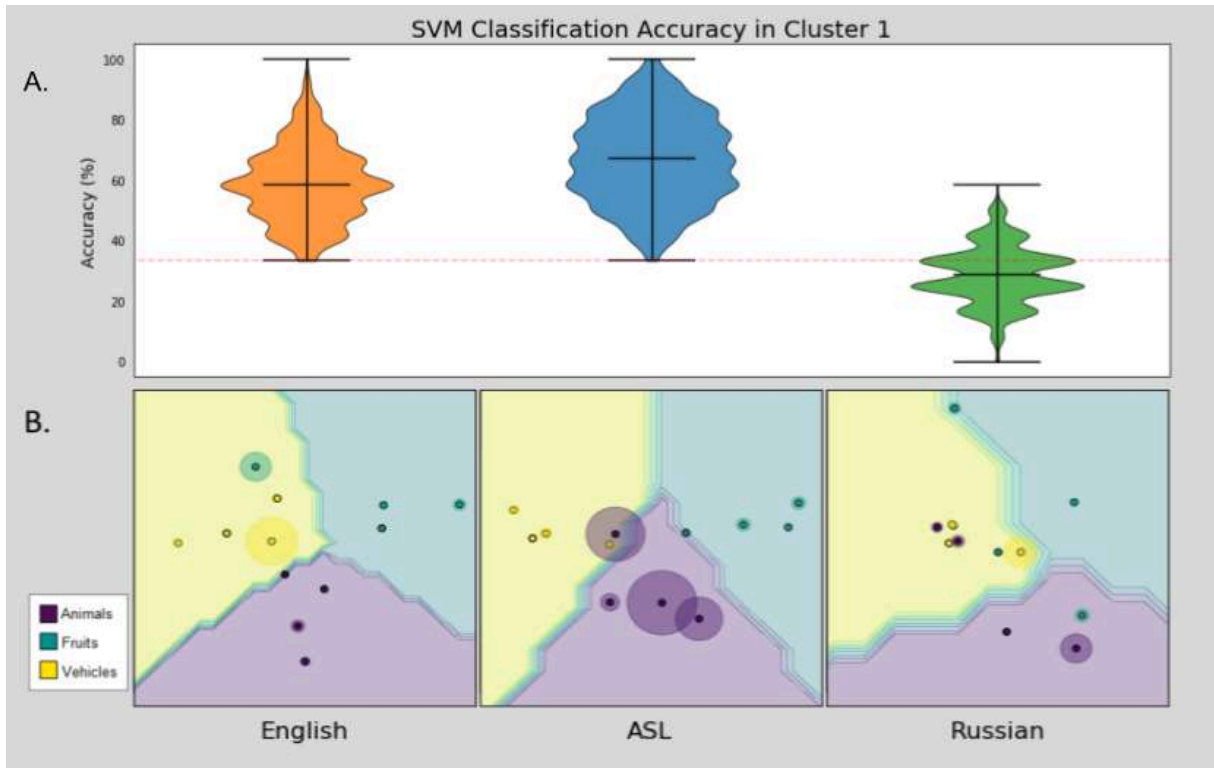 SVM Classification Accuracy in Cluster 1
A.
Accuracy (%)
100
80
60
40
20
0
B.
Animals
Fruits
Vehicles
English
ASL
Russian